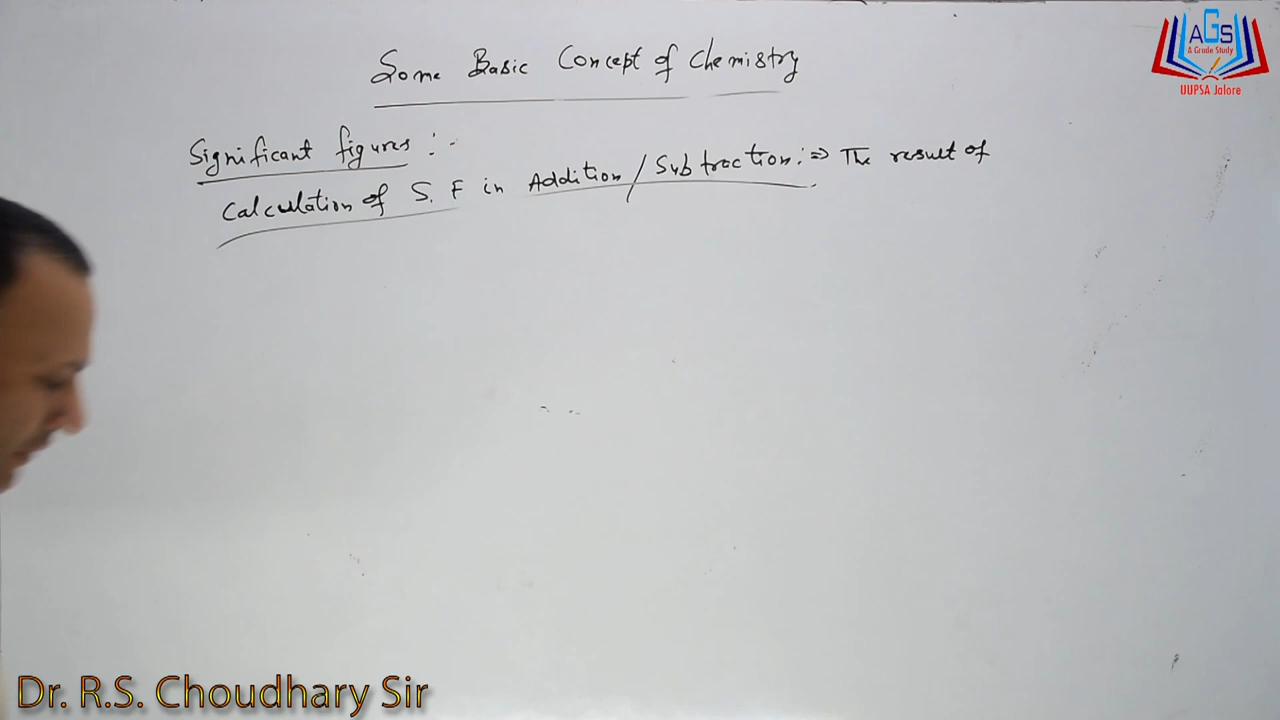 Some Basic Concept of Chemistry
AGS
A Grade Study
UUPSA Jalore
Significant figures :-
Calculation of S. F in Addition / Subtraction :⇒ The result of
Dr. R.S. Choudhary Sir